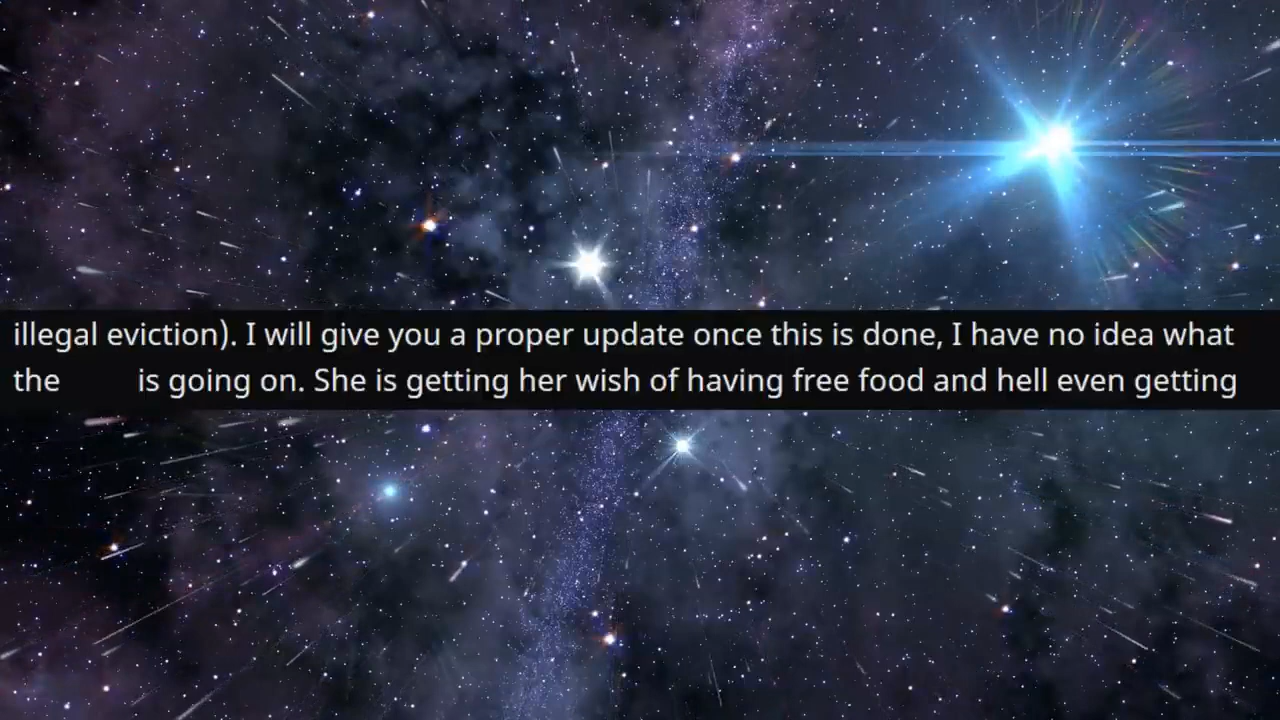 illegal eviction). I will give you a proper update once this is done, I have no idea what
the is going on. She is getting her wish of having free food and hell even getting